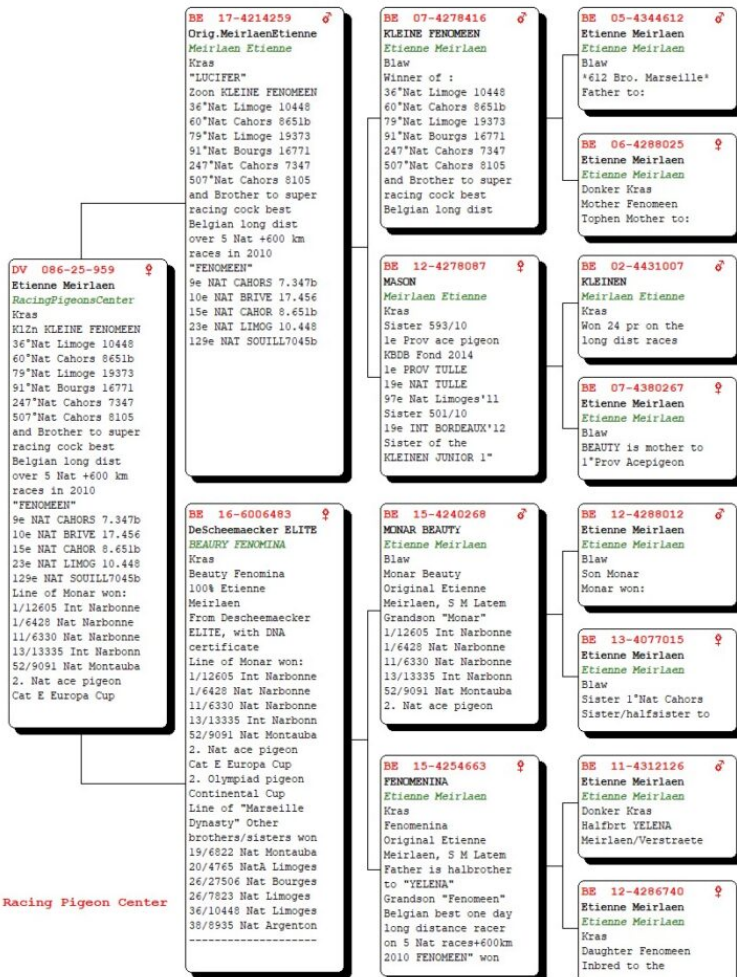 DV 086-25-959 ♀
Etienne Meirlaen
RacingPigeonsCenter
Kras
KlZn KLEINE FENOMEEN
36°Nat Limoge 10448
60°Nat Cahors 8651b
79°Nat Limoge 19373
91°Nat Bourgs 16771
247°Nat Cahors 7347
507°Nat Cahors 8105
and Brother to super
racing cock best
Belgian long dist
over 5 Nat +600 km
races in 2010
"FENOMEEN"
9e NAT CAHORS 7.347b
10e NAT BRIVE 17.456
15e NAT CAHOR 8.651b
23e NAT LIMOG 10.448
129e NAT SOUILL7045b
Line of Monar won:
1/12605 Int Narbonne
1/6428 Nat Narbonne
11/6330 Nat Narbonne
13/13335 Int Narbonn
52/9091 Nat Montauba
2. Nat ace pigeon
Cat E Europa Cup
Racing Pigeon Center
BE 17-4214259 ♂
Orig.MeirlaenEtienne
Meirlaen Etienne
Kras
"LUCIFER"
Zoon KLEINE FENOMEEN
36°Nat Limoge 10448
60°Nat Cahors 8651b
79°Nat Limoge 19373
91°Nat Bourgs 16771
247°Nat Cahors 7347
507°Nat Cahors 8105
and Brother to super
racing cock best
Belgian long dist
over 5 Nat +600 km
races in 2010
"FENOMEEN"
9e NAT CAHORS 7.347b
10e NAT BRIVE 17.456
15e NAT CAHOR 8.651b
23e NAT LIMOG 10.448
129e NAT SOUILL7045b
BE 16-6006483 ♀
DeScheemaecker ELITE
BEAURY FENOMINA
Kras
Beauty Fenomina
100% Etienne
Meirlaen
From Descheemaecker
ELITE, with DNA
certificate
Line of Monar won:
1/12605 Int Narbonne
1/6428 Nat Narbonne
11/6330 Nat Narbonne
13/13335 Int Narbonn
52/9091 Nat Montauba
2. Nat ace pigeon
Cat E Europa Cup
2. Olympiad pigeon
Continental Cup
Line of "Marseille
Dynasty" Other
brothers/sisters won
19/6822 Nat Montauba
20/4765 NatA Limoges
26/27506 Nat Bourges
26/7823 Nat Limoges
36/10448 Nat Limoges
38/8935 Nat Argenton
--------------------
BE 07-4278416 ♂
KLEINE FENOMEEN
Etienne Meirlaen
Blaw
Winner of :
36°Nat Limoge 10448
60°Nat Cahors 8651b
79°Nat Limoge 19373
91°Nat Bourgs 16771
247°Nat Cahors 7347
507°Nat Cahors 8105
and Brother to super
racing cock best
Belgian long dist
BE 12-4278087 ♀
MASON
Meirlaen Etienne
Kras
Sister 593/10
1e Prov ace pigeon
KBDB Fond 2014
1e PROV TULLE
19e NAT TULLE
97e Nat Limoges'11
Sister 501/10
19e INT BORDEAUX'12
Sister of the
KLEINEN JUNIOR 1"
BE 15-4240268 ♂
MONAR BEAUTY
Etienne Meirlaen
Blaw
Monar Beauty
Original Etienne
Meirlaen, S M Latem
Grandson "Monar"
1/12605 Int Narbonne
1/6428 Nat Narbonne
11/6330 Nat Narbonne
13/13335 Int Narbonn
52/9091 Nat Montauba
2. Nat ace pigeon
BE 15-4254663 ♀
FENOMENINA
Etienne Meirlaen
Kras
Fenomenina
Original Etienne
Meirlaen, S M Latem
Father is halbrother
to "YELENA"
Grandson "Fenomeen"
Belgian best one day
long distance racer
on 5 Nat races+600km
2010 FENOMEEN" won
BE 05-4344612 ♂
Etienne Meirlaen
Etienne Meirlaen
Blaw
"612 Bro. Marseille"
Father to:
BE 06-4288025 ♀
Etienne Meirlaen
Etienne Meirlaen
Donker Kras
Mother Fenomeen
Tophen Mother to:
BE 02-4431007 ♂
KLEINEN
Meirlaen Etienne
Kras
Won 24 pr on the
long dist races
BE 07-4380267 ♀
Etienne Meirlaen
Etienne Meirlaen
Blaw
BEAUTY is mother to
1°Prov Acepigeon
BE 12-4288012 ♂
Etienne Meirlaen
Etienne Meirlaen
Blaw
Son Monar
Monar won:
BE 13-4077015 ♀
Etienne Meirlaen
Etienne Meirlaen
Blaw
Sister 1°Nat Cahors
Sister/halfsister to
BE 11-4312126 ♂
Etienne Meirlaen
Etienne Meirlaen
Donker Kras
Halfbrt YELENA
Meirlaen/Verstraete
BE 12-4286740 ♀
Etienne Meirlaen
Etienne Meirlaen
Kras
Daughter Fenomeen
Inbred to the